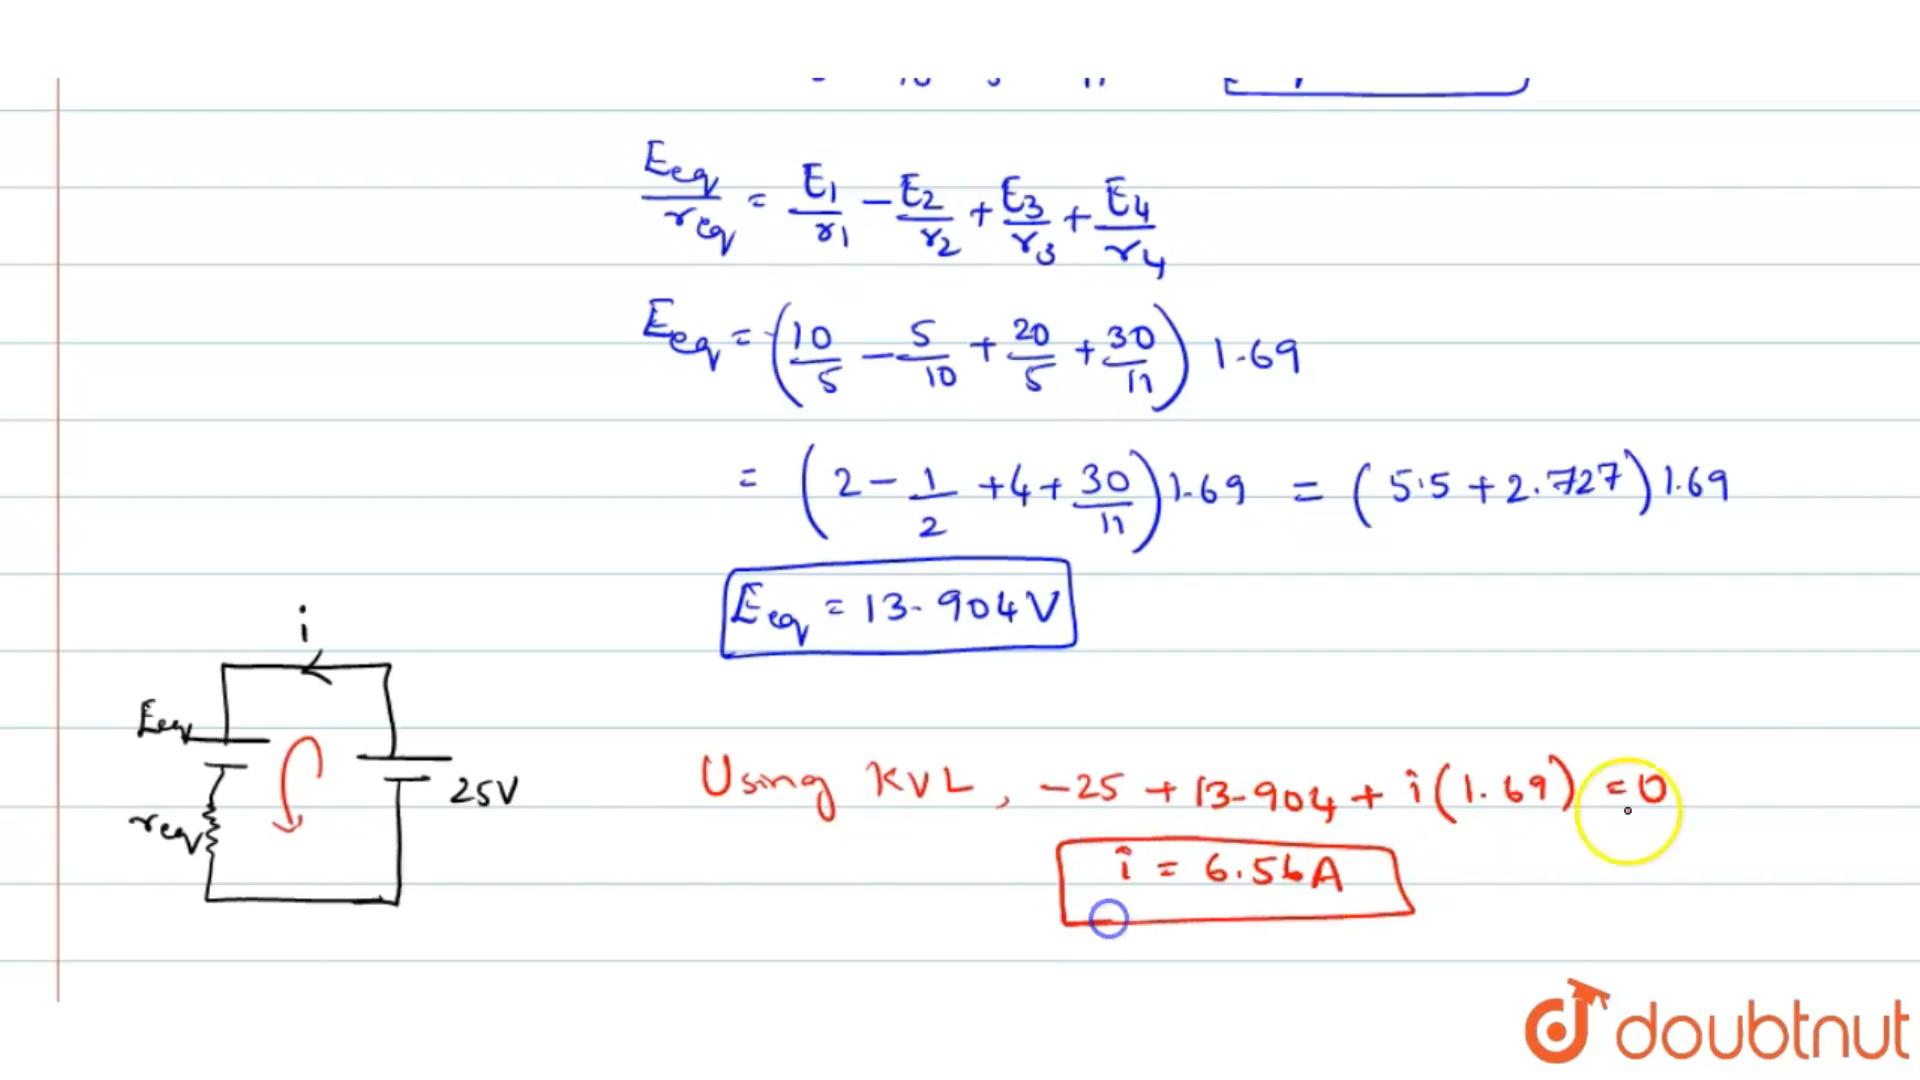 Eeq/req = E1/r1 - E2/r2 + E3/r3 + E4/r4
Eeq = (10/5 - 5/10 + 20/5 + 30/11) 1.69
= (2 - 1/2 + 4 + 30/11) 1.69 = (5.5 + 2.727) 1.69
Eeq = 13.904V
i
Eeq
25V
req
Using KVL, -25 + 13.904 + i(1.69) = 0
i = 6.56A
doubtnut